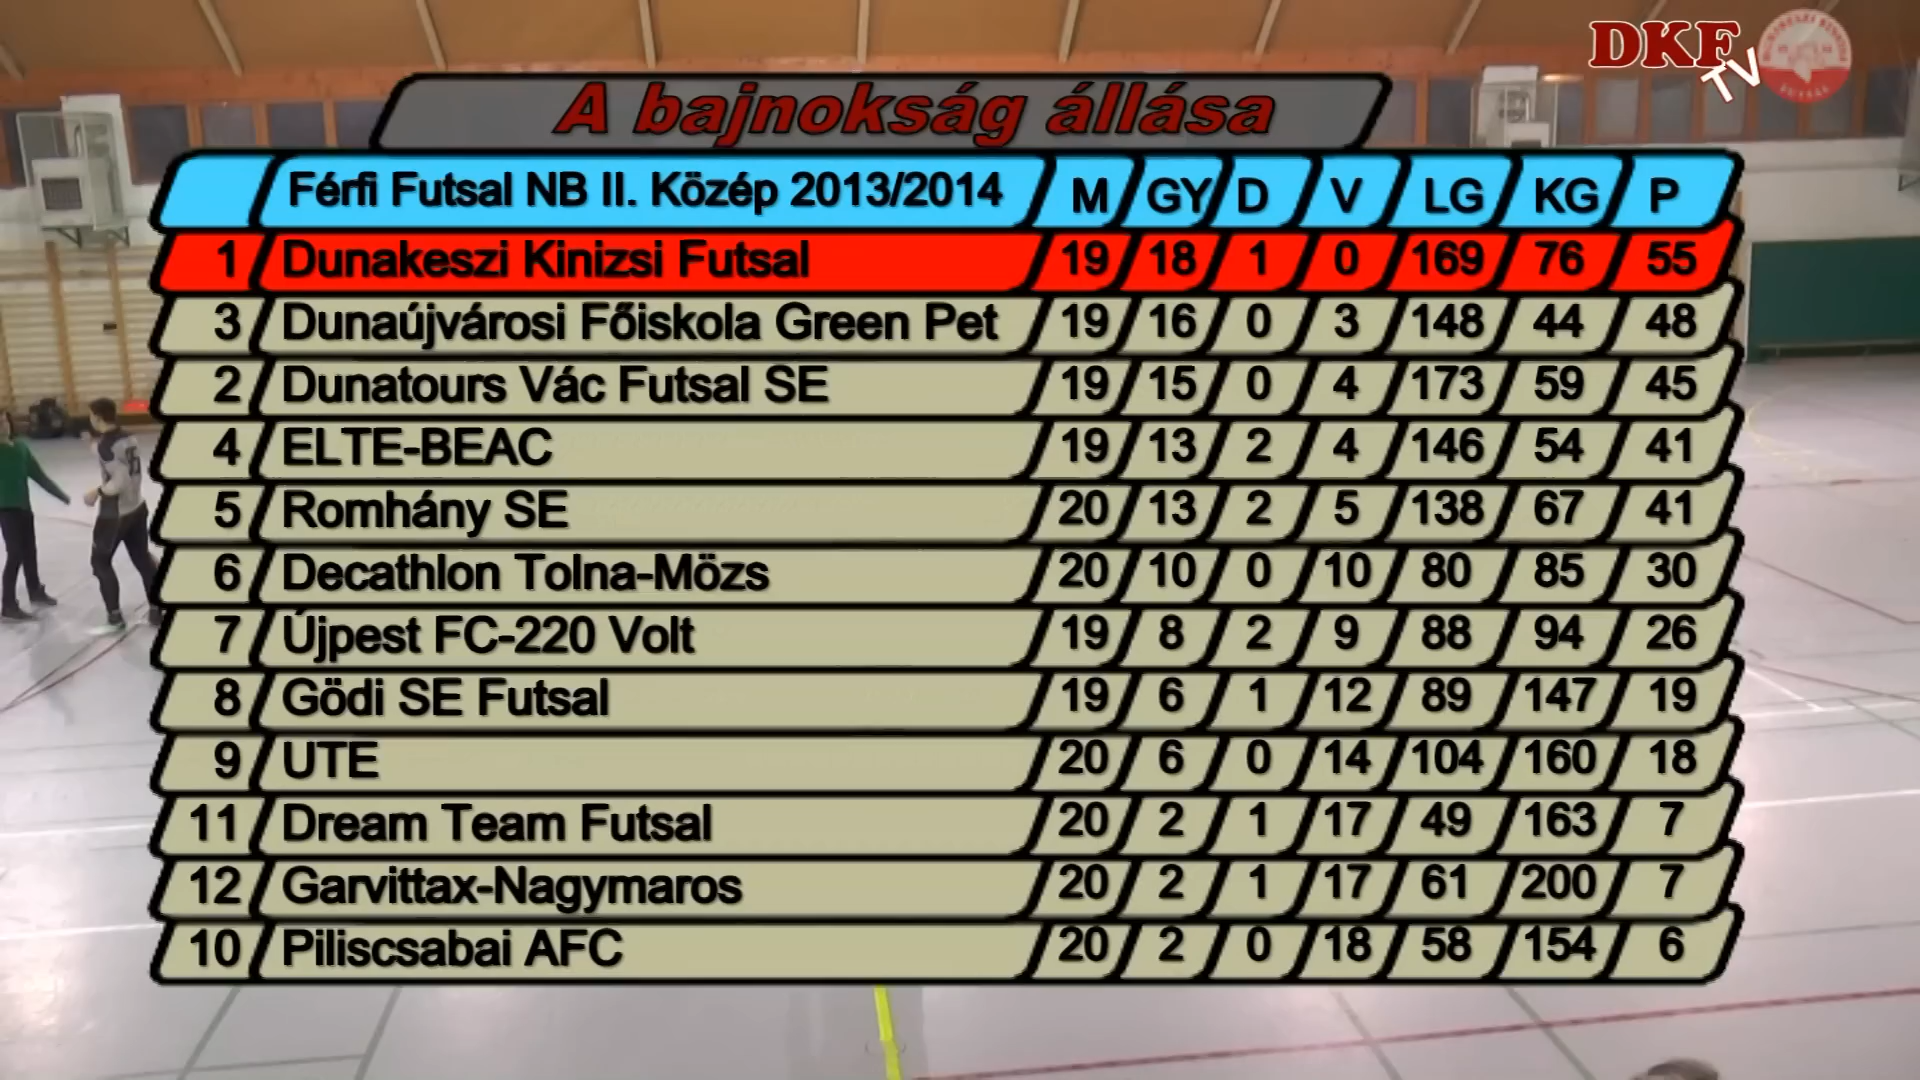 DKF TV
A bajnokság állása
Férfi Futsal NB II. Közép 2013/2014 M GY D V LG KG P
1 Dunakeszi Kinizsi Futsal 19 18 1 0 169 76 55
3 Dunaújvárosi Főiskola Green Pet 19 16 0 3 148 44 48
2 Dunatours Vác Futsal SE 19 15 0 4 173 59 45
4 ELTE-BEAC 19 13 2 4 146 54 41
5 Romhány SE 20 13 2 5 138 67 41
6 Decathlon Tolna-Mözs 20 10 0 10 80 85 30
7 Újpest FC-220 Volt 19 8 2 9 88 94 26
8 Gödi SE Futsal 19 6 1 12 89 147 19
9 UTE 20 6 0 14 104 160 18
11 Dream Team Futsal 20 2 1 17 49 163 7
12 Garvittax-Nagymaros 20 2 1 17 61 200 7
10 Piliscsabai AFC 20 2 0 18 58 154 6